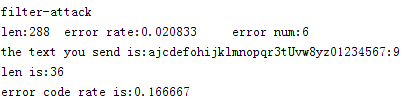 filter-attack
len:288  error rate:0.020833    error num:6
the text you send is:ajcdefohijklmnopqr3tUvw8yz01234567:9
len is:36
error code rate is:0.166667